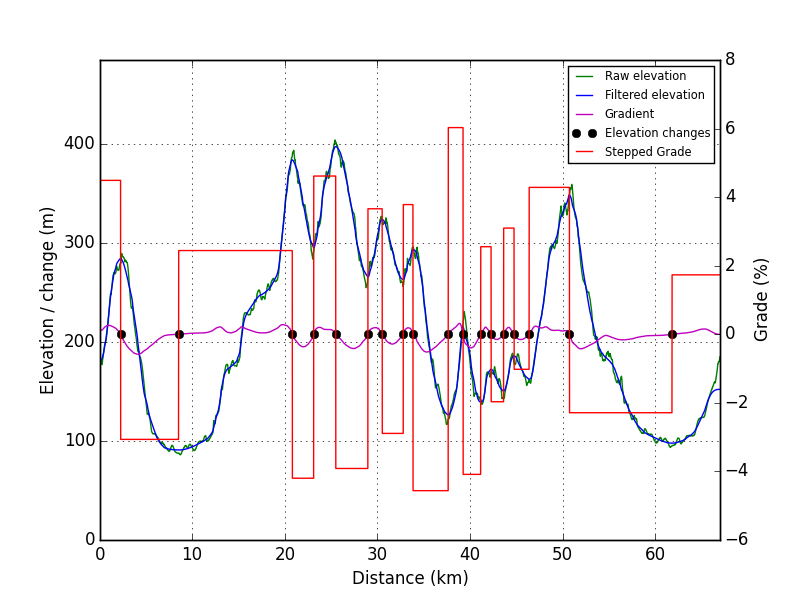 Raw elevation
Filtered elevation
Gradient
Elevation changes
Stepped Grade
Elevation / change (m)
400
300
200
100
0
8
6
4
2
0
−2
−4
−6
Grade (%)
0 10 20 30 40 50 60
Distance (km)